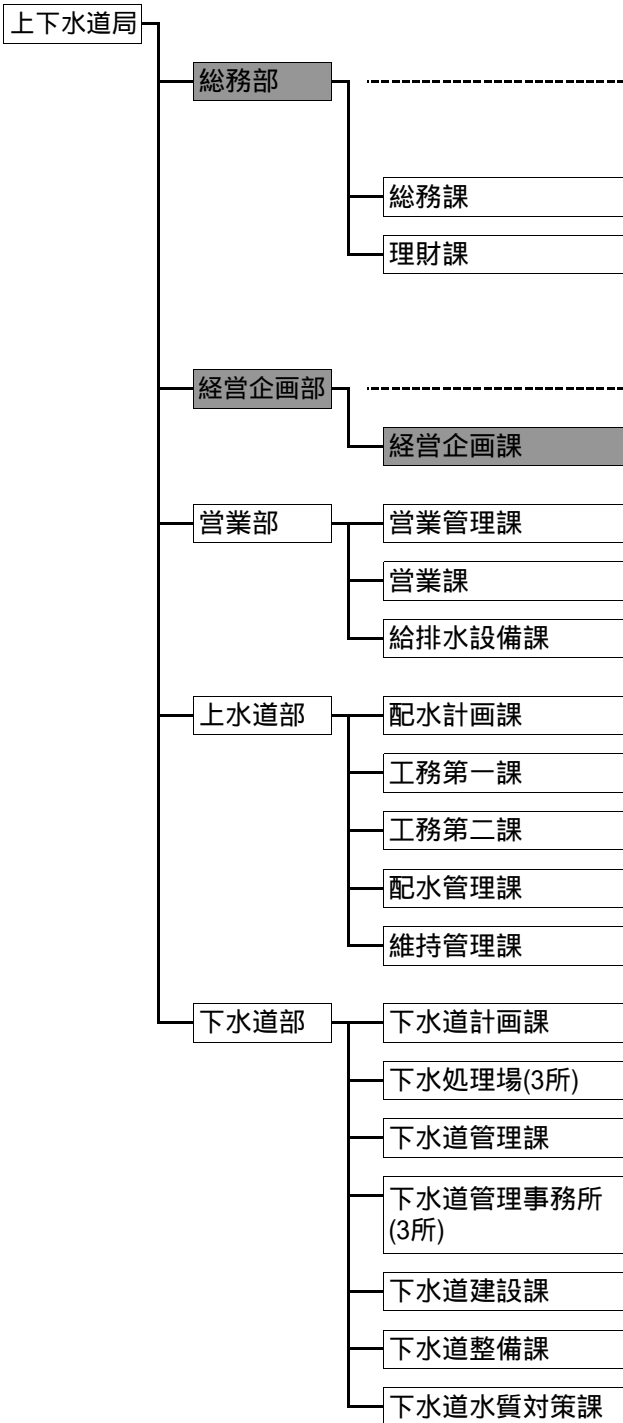 上下水道局
総務部
総務課
理財課
経営企画部
経営企画課
営業部
営業管理課
営業課
給排水設備課
上水道部
配水計画課
工務第一課
工務第二課
配水管理課
維持管理課
下水道部
下水道計画課
下水処理場(3所)
下水道管理課
下水道管理事務所
(3所)
下水道建設課
下水道整備課
下水道水質対策課